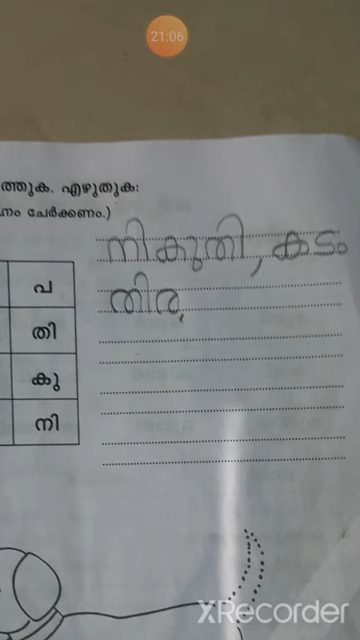 21:06
ത്തുക. എഴുതുക:
ചേർക്കണം.)
നികുതി, കടം
തിര,
പ
തി
കു
നി
XRecorder